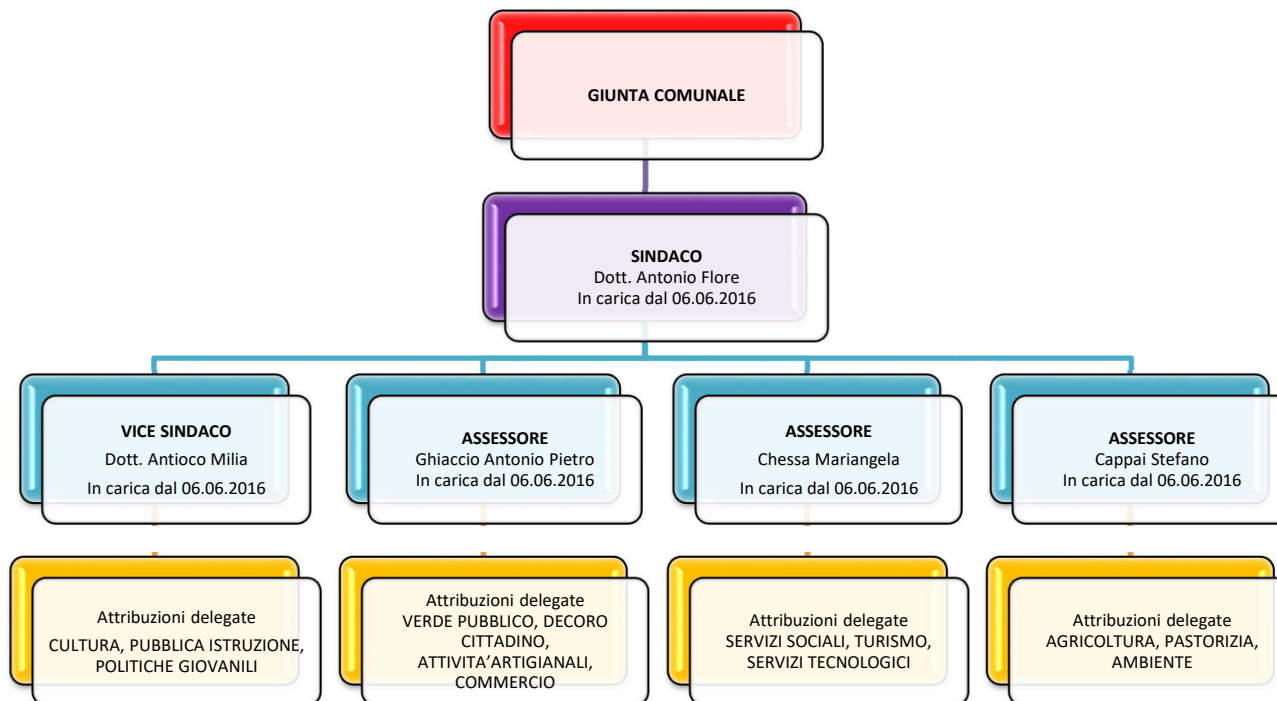 GIUNTA COMUNALE
SINDACO
Dott. Antonio Flore
In carica dal 06.06.2016
VICE SINDACO
Dott. Antioco Milia
In carica dal 06.06.2016
ASSESSORE
Ghiaccio Antonio Pietro
In carica dal 06.06.2016
ASSESSORE
Chessa Mariangela
In carica dal 06.06.2016
ASSESSORE
Cappai Stefano
In carica dal 06.06.2016
Attribuzioni delegate
CULTURA, PUBBLICA ISTRUZIONE,
POLITICHE GIOVANILI
Attribuzioni delegate
VERDE PUBBLICO, DECORO
CITTADINO,
ATTIVITA’ARTIGIANALI,
COMMERCIO
Attribuzioni delegate
SERVIZI SOCIALI, TURISMO,
SERVIZI TECNOLOGICI
Attribuzioni delegate
AGRICOLTURA, PASTORIZIA,
AMBIENTE